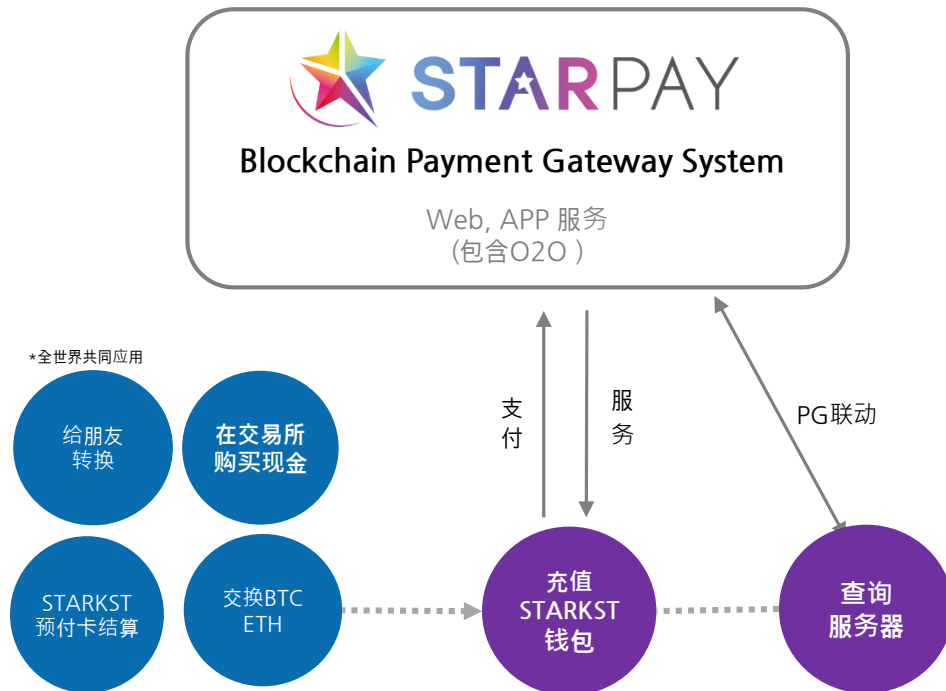 STARPAY
Blockchain Payment Gateway System
Web, APP 服务
(包含O2O )
*全世界共同应用
给朋友
转换
在交易所
购买现金
支
付
服
务
PG联动
STARKST
预付卡结算
交换BTC
ETH
充值
STARKST
钱包
查询
服务器